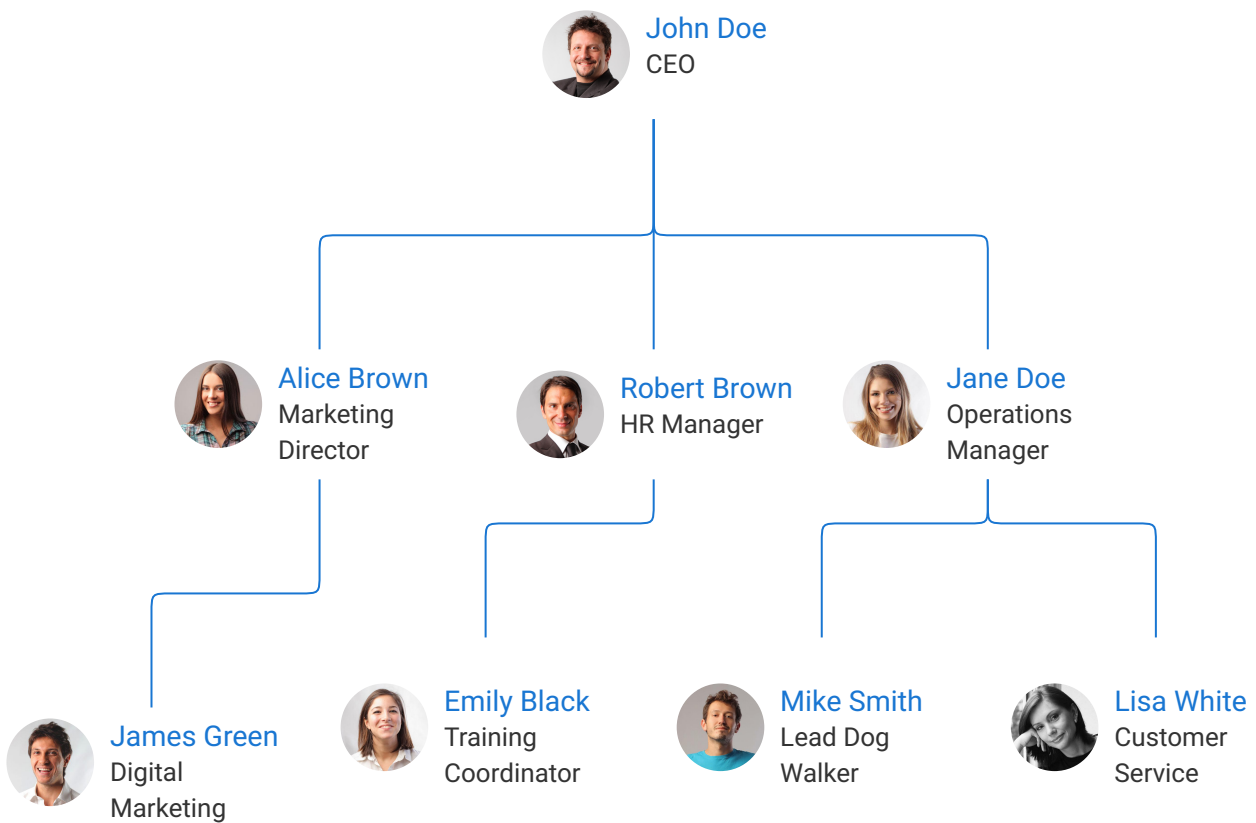 John Doe
CEO
Alice Brown
Marketing
Director
Robert Brown
HR Manager
Jane Doe
Operations
Manager
James Green
Digital
Marketing
Emily Black
Training
Coordinator
Mike Smith
Lead Dog
Walker
Lisa White
Customer
Service